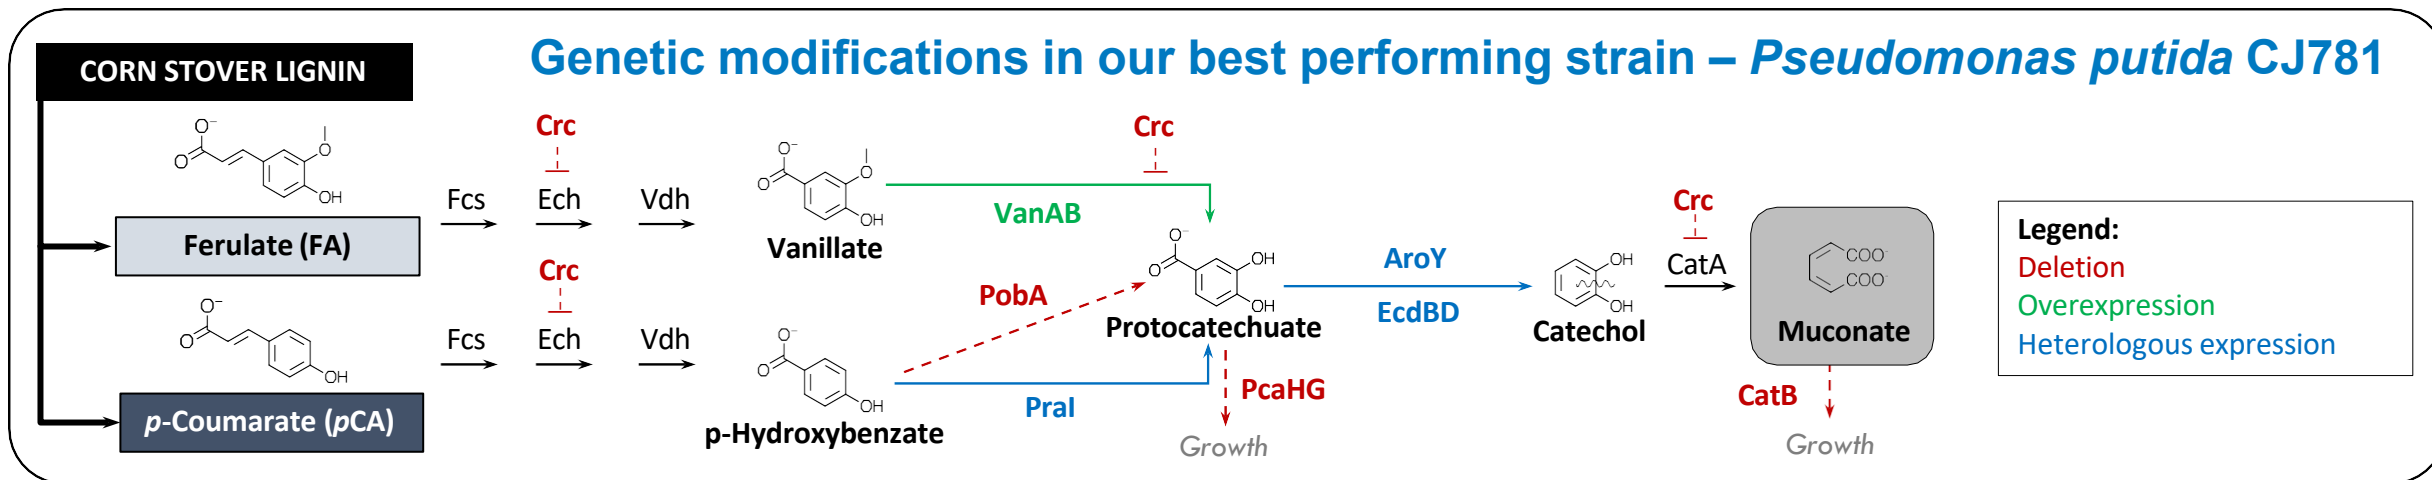 Genetic modifications in our best performing strain – Pseudomonas putida CJ781
CORN STOVER LIGNIN
O⁻
O
O
OH
Ferulate (FA)
Fcs
Crc
Ech
Vdh
O⁻
O
O
OH
Vanillate
Crc
VanAB
O⁻
O
OH
p-Coumarate (pCA)
Fcs
Crc
Ech
Vdh
O⁻
O
OH
p-Hydroxybenzate
PobA
PraI
O⁻
O
OH
OH
Protocatechuate
PcaHG
Growth
AroY
EcdBD
OH
OH
Catechol
Crc
CatA
COO⁻
COO⁻
Muconate
CatB
Growth
Legend:
Deletion
Overexpression
Heterologous expression